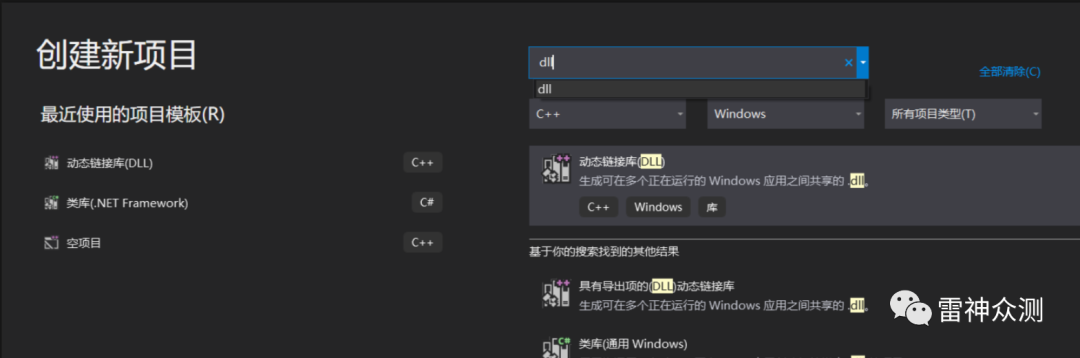 创建新项目
最近使用的项目模板(R)
动态链接库(DLL) C++
类库(.NET Framework) C#
空项目 C++
dll
全部清除(C)
dll
C++ Windows 所有项目类型(T)
动态链接库(DLL)
生成可在多个正在运行的 Windows 应用之间共享的 .dll。
C++ Windows 库
基于你的搜索找到的其他结果
具有导出项的(DLL)动态链接库
生成可在多个正在运行的 Windows 应用之间共享的 .dll。
类库(通用 Windows)
雷神众测